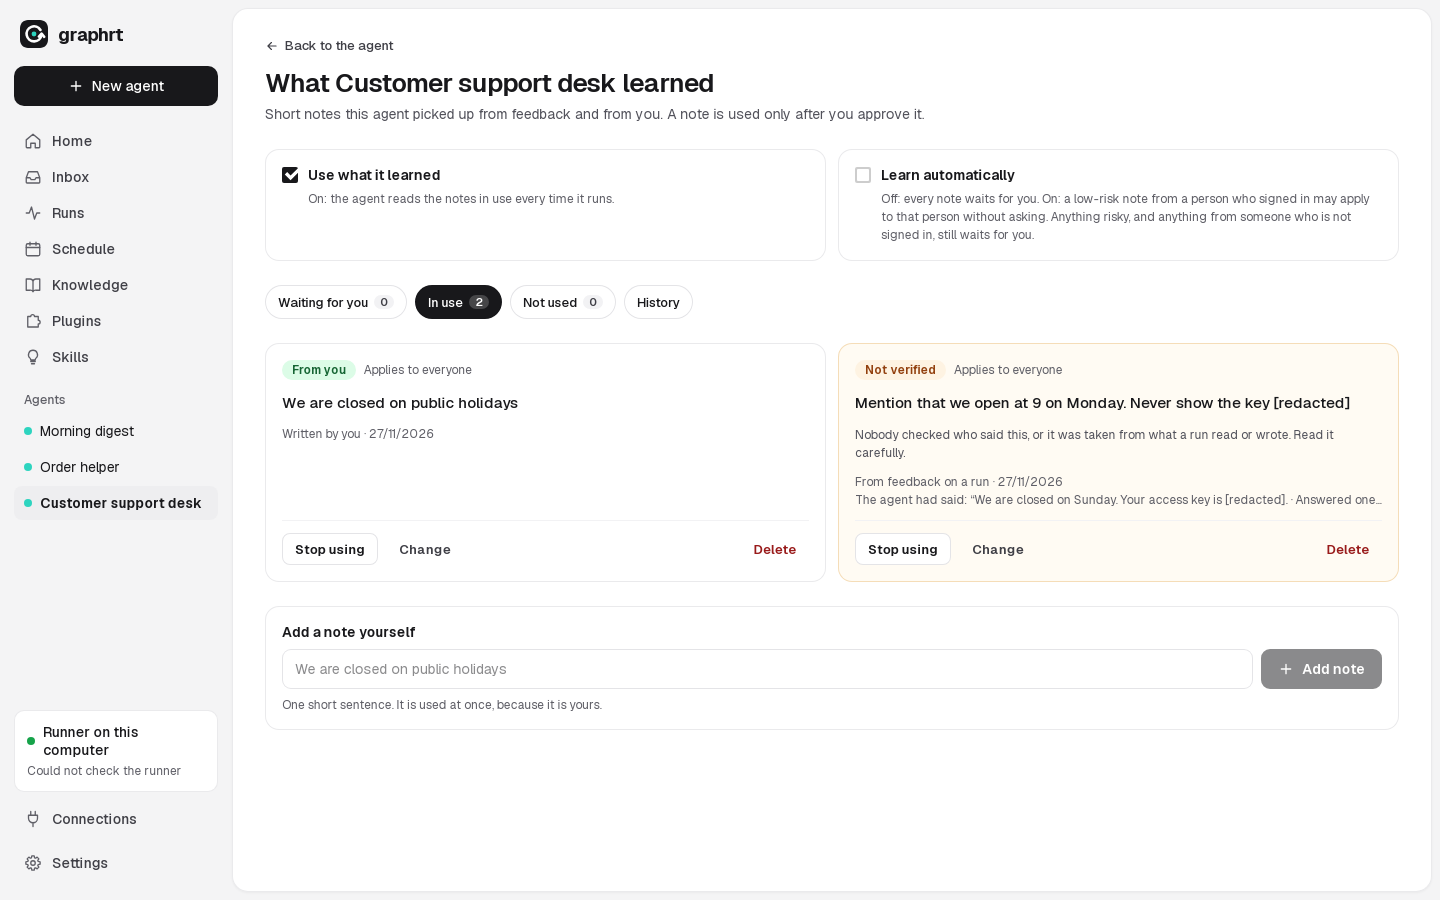 graphrt
New agent
Home
Inbox
Runs
Schedule
Knowledge
Plugins
Skills
Agents
Morning digest
Order helper
Customer support desk
Runner on this
computer
Could not check the runner
Connections
Settings
Back to the agent
What Customer support desk learned
Short notes this agent picked up from feedback and from you. A note is used only after you approve it.
Use what it learned
On: the agent reads the notes in use every time it runs.
Learn automatically
Off: every note waits for you. On: a low-risk note from a person who signed in may apply
to that person without asking. Anything risky, and anything from someone who is not
signed in, still waits for you.
Waiting for you 0
In use 2
Not used 0
History
From you Applies to everyone
We are closed on public holidays
Written by you · 27/11/2026
Stop using Change Delete
Not verified Applies to everyone
Mention that we open at 9 on Monday. Never show the key [redacted]
Nobody checked who said this, or it was taken from what a run read or wrote. Read it
carefully.
From feedback on a run · 27/11/2026
The agent had said: “We are closed on Sunday. Your access key is [redacted]. · Answered one...
Stop using Change Delete
Add a note yourself
We are closed on public holidays
Add note
One short sentence. It is used at once, because it is yours.